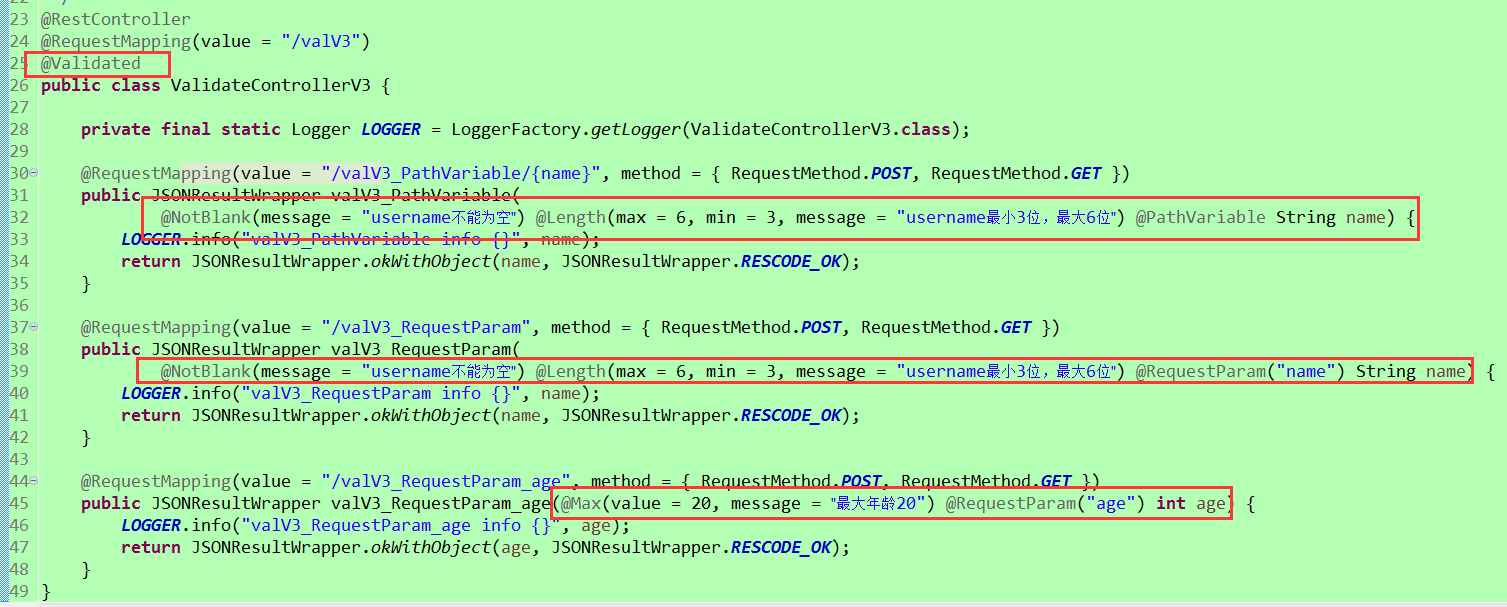 23 @RestController
24 @RequestMapping(value = "/valV3")
25 @Validated
26 public class ValidateControllerV3 {
27
28 private final static Logger LOGGER = LoggerFactory.getLogger(ValidateControllerV3.class);
29
30 @RequestMapping(value = "/valV3_PathVariable/{name}", method = { RequestMethod.POST, RequestMethod.GET })
31 public JSONResultWrapper valV3_PathVariable(
32 @NotBlank(message = "username不能为空") @Length(max = 6, min = 3, message = "username最小3位，最大6位") @PathVariable String name) {
33 LOGGER.info("valV3_PathVariable info {}", name);
34 return JSONResultWrapper.okWithObject(name, JSONResultWrapper.RESCODE_OK);
35 }
36
37 @RequestMapping(value = "/valV3_RequestParam", method = { RequestMethod.POST, RequestMethod.GET })
38 public JSONResultWrapper valV3_RequestParam(
39 @NotBlank(message = "username不能为空") @Length(max = 6, min = 3, message = "username最小3位，最大6位") @RequestParam("name") String name) {
40 LOGGER.info("valV3_RequestParam info {}", name);
41 return JSONResultWrapper.okWithObject(name, JSONResultWrapper.RESCODE_OK);
42 }
43
44 @RequestMapping(value = "/valV3_RequestParam_age", method = { RequestMethod.POST, RequestMethod.GET })
45 public JSONResultWrapper valV3_RequestParam_age(@Max(value = 20, message = "最大年龄20") @RequestParam("age") int age) {
46 LOGGER.info("valV3_RequestParam_age info {}", age);
47 return JSONResultWrapper.okWithObject(age, JSONResultWrapper.RESCODE_OK);
48 }
49 }